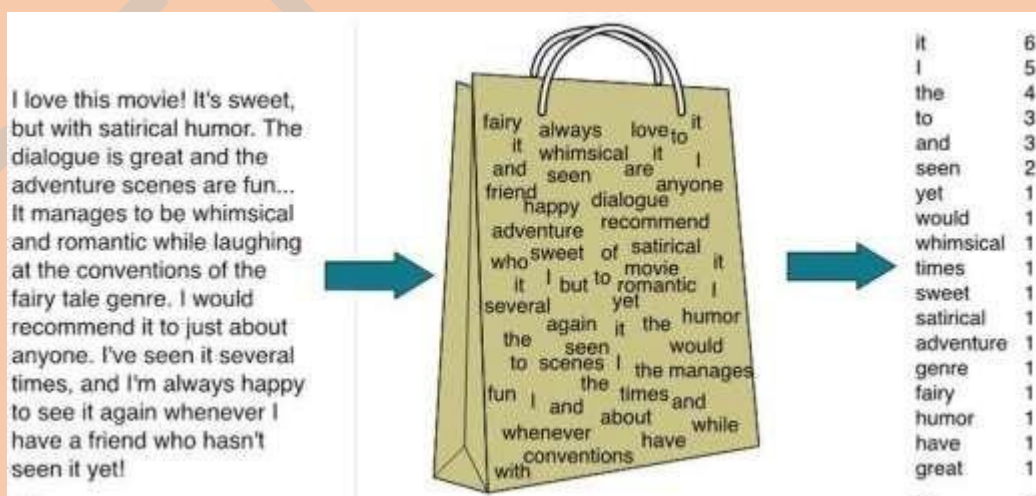 I love this movie! It's sweet,
but with satirical humor. The
dialogue is great and the
adventure scenes are fun...
It manages to be whimsical
and romantic while laughing
at the conventions of the
fairy tale genre. I would
recommend it to just about
anyone. I've seen it several
times, and I'm always happy
to see it again whenever I
have a friend who hasn't
seen it yet!
fairy always love to it
it whimsical it I
and seen are
friend anyone
happy dialogue
adventure recommend
who sweet of satirical
it I but to movie it
romantic I
several yet
again it the humor
the seen would
to scenes I the manages
fun the times and
I and about while
whenever have
conventions
with
it 6
I 5
the 4
to 3
and 3
seen 2
yet 1
would 1
whimsical 1
times 1
sweet 1
satirical 1
adventure 1
genre 1
fairy 1
humor 1
have 1
great 1